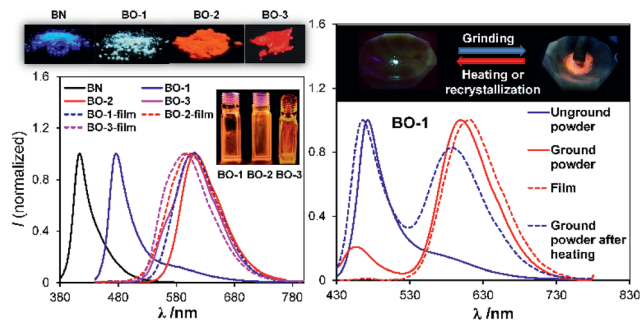 BN BO-1 BO-2 BO-3
1.6
1.2
0.8
0.4
0
I (normalized)
BN
BO-1
BO-2
BO-3
BO-1-film
BO-2-film
BO-3-film
BO-1 BO-2 BO-3
380 480 580 680 780
λ /nm
1.6
1.2
0.8
0.4
0
Grinding
Heating or
recrystallization
BO-1
Unground
powder
Ground
powder
Film
Ground
powder after
heating
430 530 630 730 830
λ /nm